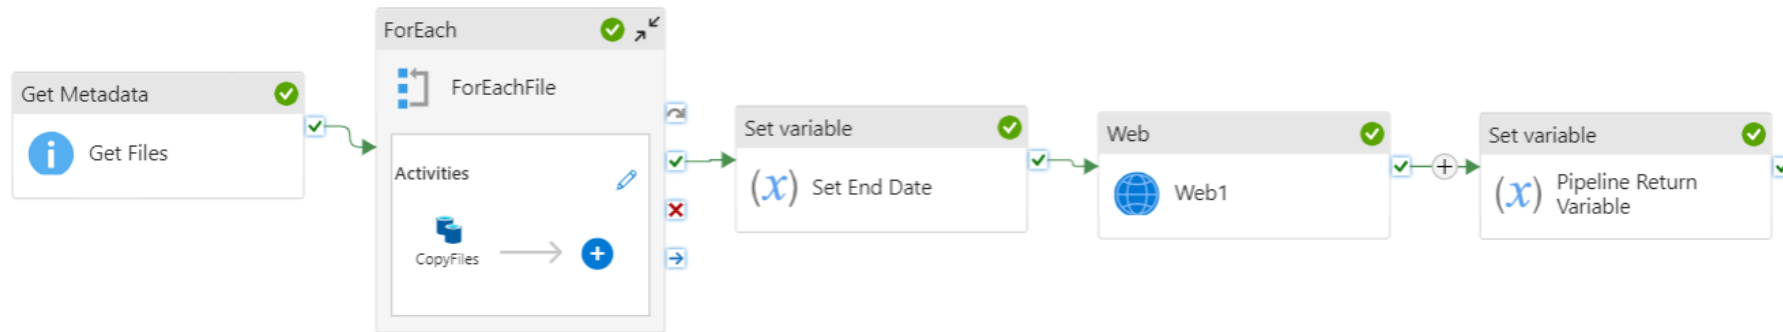 Get Metadata
Get Files
ForEach
ForEachFile
Activities
CopyFiles
Set variable
(x) Set End Date
Web
Web1
Set variable
(x) Pipeline Return
Variable